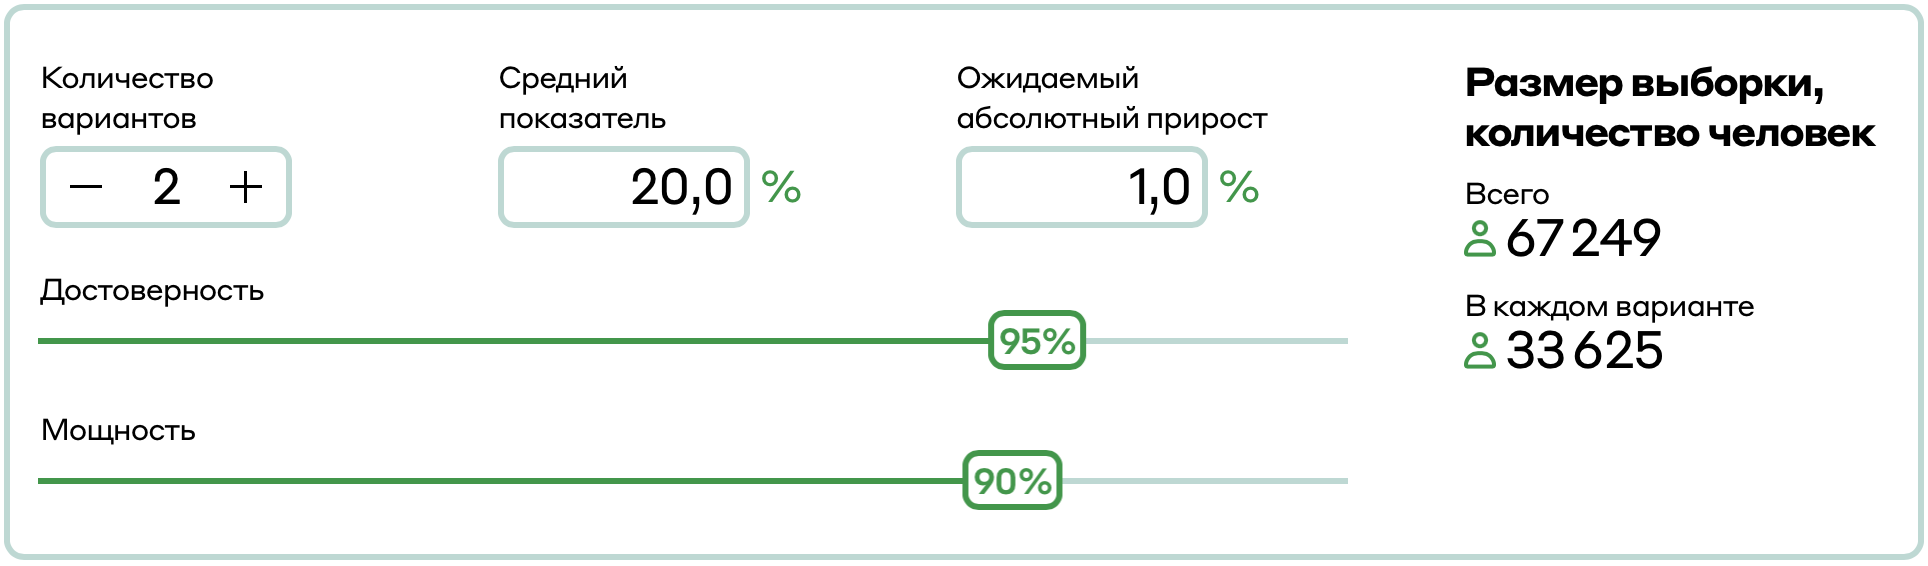 Количество
вариантов
− 2 +
Средний
показатель
20,0 %
Ожидаемый
абсолютный прирост
1,0 %
Достоверность
95%
Мощность
90%
Размер выборки,
количество человек
Всего
67 249
В каждом варианте
33 625